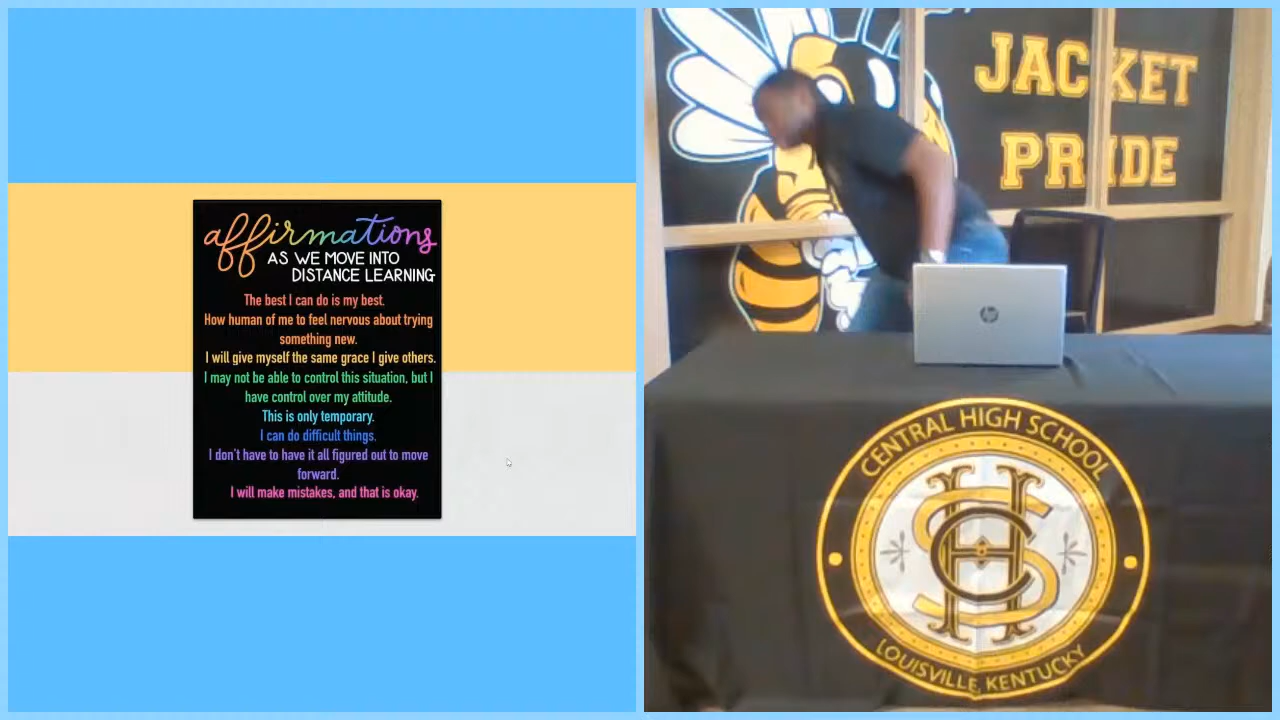 affirmations
AS WE MOVE INTO
DISTANCE LEARNING
The best I can do is my best.
How human of me to feel nervous about trying
something new.
I will give myself the same grace I give others.
I may not be able to control this situation, but I
have control over my attitude.
This is only temporary.
I can do difficult things.
I don't have to have it all figured out to move
forward.
I will make mistakes, and that is okay.
JACKET
PRIDE
hp
CENTRAL HIGH SCHOOL
CHS
LOUISVILLE, KENTUCKY